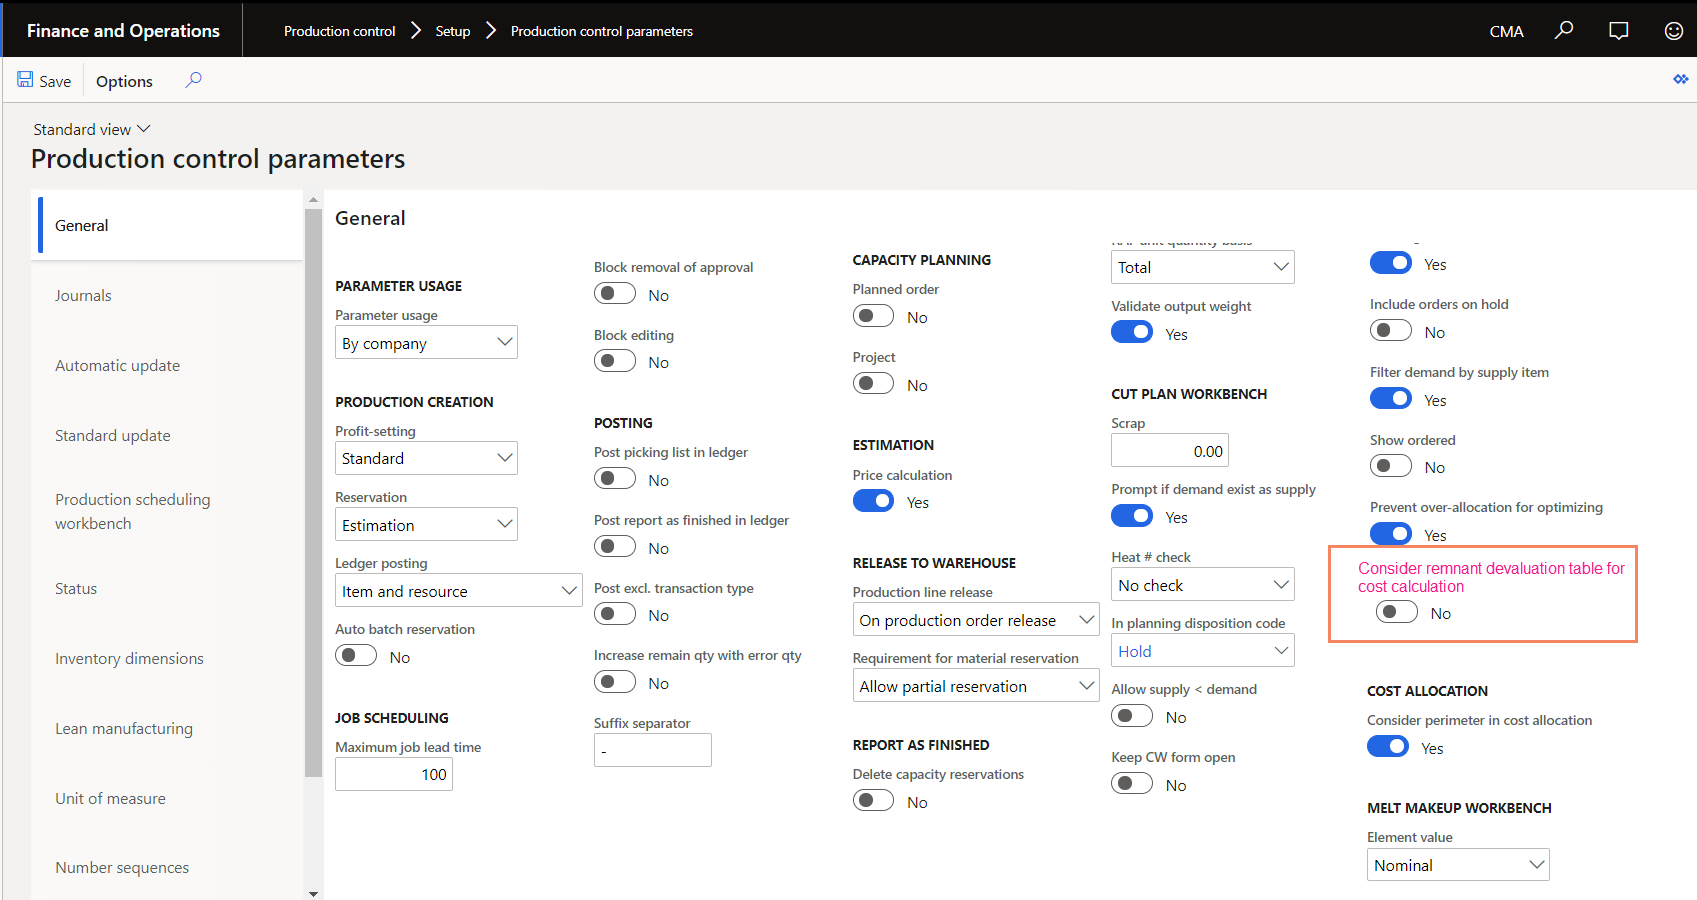 Finance and Operations
Production control
Setup
Production control parameters
CMA
Save
Options
Standard view
Production control parameters
General
Journals
Automatic update
Standard update
Production scheduling
workbench
Status
Inventory dimensions
Lean manufacturing
Unit of measure
Number sequences
General
PARAMETER USAGE
Parameter usage
By company
PRODUCTION CREATION
Profit-setting
Standard
Reservation
Estimation
Ledger posting
Item and resource
Auto batch reservation
No
JOB SCHEDULING
Maximum job lead time
100
Block removal of approval
No
Block editing
No
POSTING
Post picking list in ledger
No
Post report as finished in ledger
No
Post excl. transaction type
No
Increase remain qty with error qty
No
Suffix separator
-
CAPACITY PLANNING
Planned order
No
Project
No
ESTIMATION
Price calculation
Yes
RELEASE TO WAREHOUSE
Production line release
On production order release
Requirement for material reservation
Allow partial reservation
REPORT AS FINISHED
Delete capacity reservations
No
unit quantity basis
Total
Validate output weight
Yes
CUT PLAN WORKBENCH
Scrap
0.00
Prompt if demand exist as supply
Yes
Heat # check
No check
In planning disposition code
Hold
Allow supply < demand
No
Keep CW form open
No
Yes
Include orders on hold
No
Filter demand by supply item
Yes
Show ordered
No
Prevent over-allocation for optimizing
Yes
Consider remnant devaluation table for
cost calculation
No
COST ALLOCATION
Consider perimeter in cost allocation
Yes
MELT MAKEUP WORKBENCH
Element value
Nominal